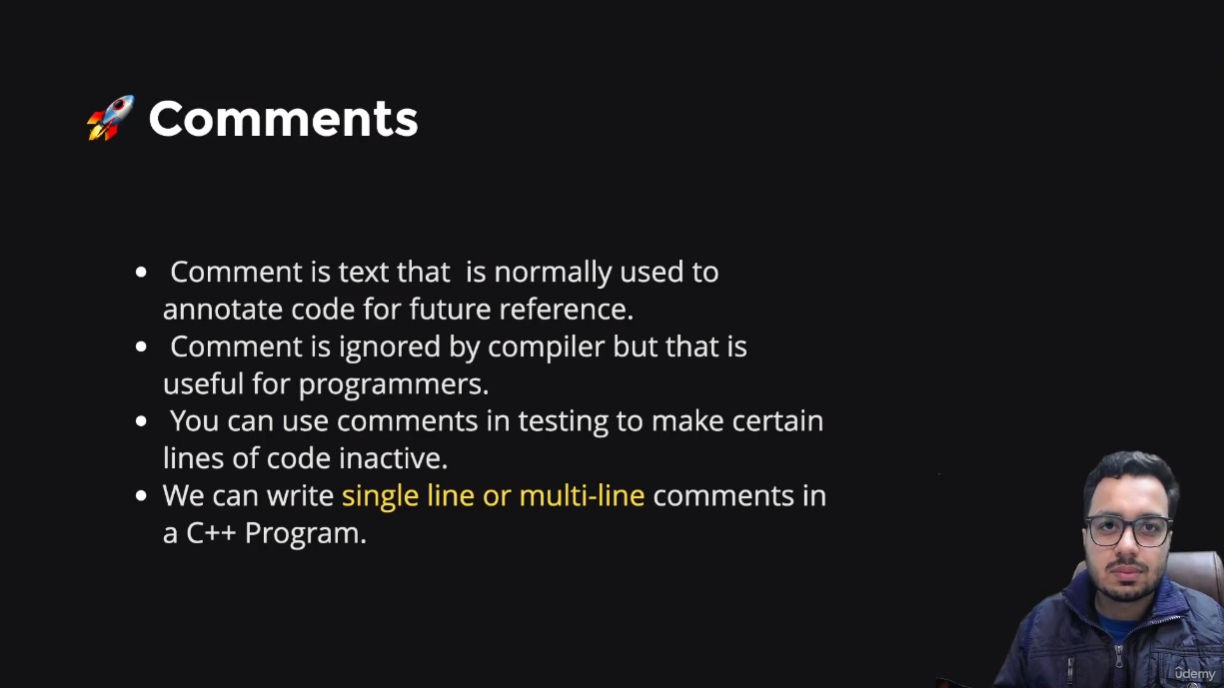 🚀 Comments
• Comment is text that is normally used to
annotate code for future reference.
• Comment is ignored by compiler but that is
useful for programmers.
• You can use comments in testing to make certain
lines of code inactive.
• We can write single line or multi-line comments in
a C++ Program.
ûdemy